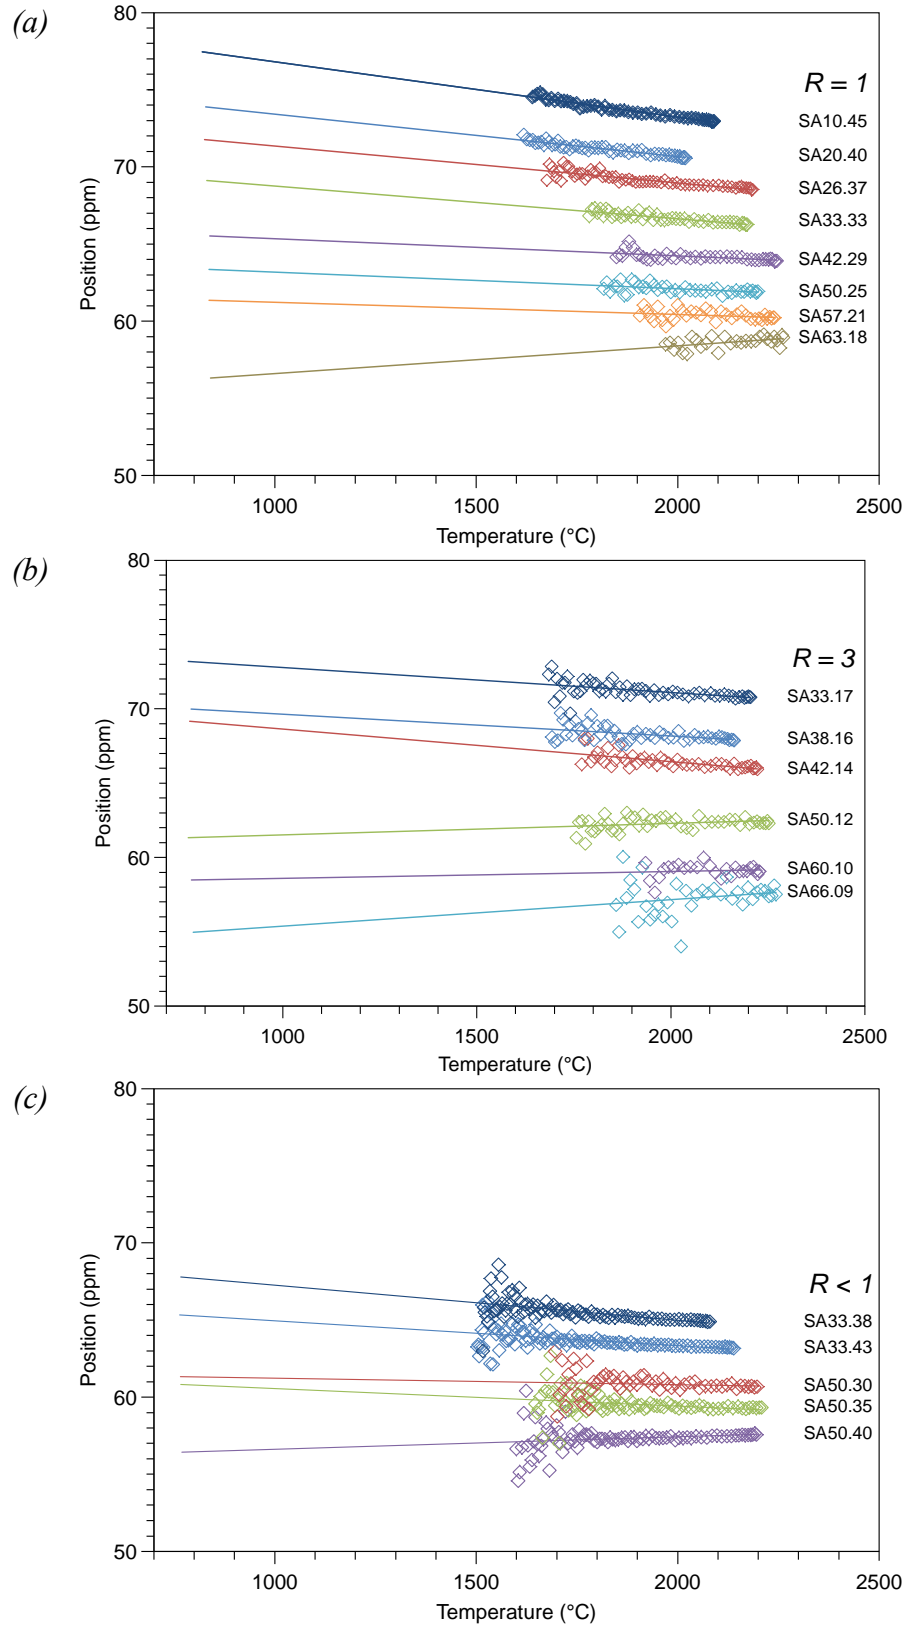 (a)
80
70
60
50
Position (ppm)
R = 1
SA10.45
SA20.40
SA26.37
SA33.33
SA42.29
SA50.25
SA57.21
SA63.18
1000 1500 2000 2500
Temperature (°C)
(b)
80
70
60
50
Position (ppm)
R = 3
SA33.17
SA38.16
SA42.14
SA50.12
SA60.10
SA66.09
1000 1500 2000 2500
Temperature (°C)
(c)
80
70
60
50
Position (ppm)
R < 1
SA33.38
SA33.43
SA50.30
SA50.35
SA50.40
1000 1500 2000 2500
Temperature (°C)